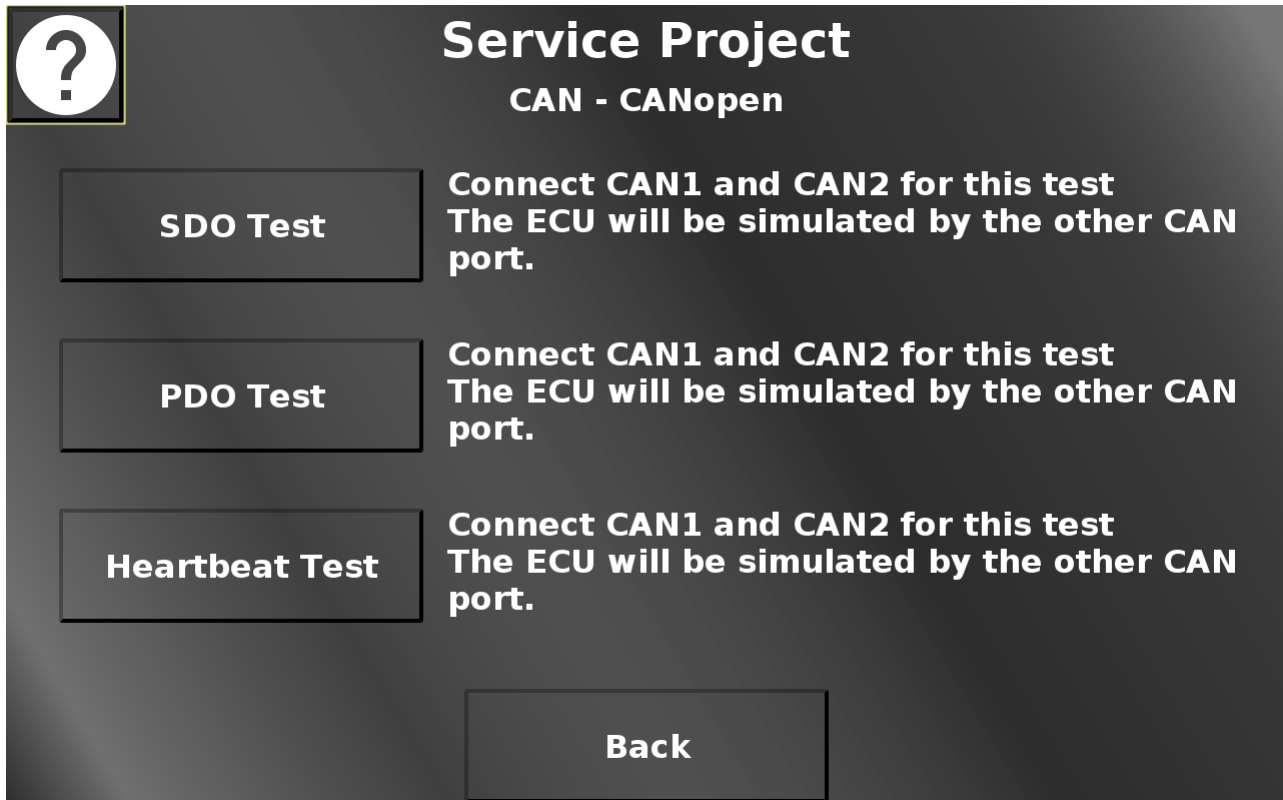 ?
Service Project
CAN - CANopen
SDO Test
Connect CAN1 and CAN2 for this test
The ECU will be simulated by the other CAN
port.
PDO Test
Connect CAN1 and CAN2 for this test
The ECU will be simulated by the other CAN
port.
Heartbeat Test
Connect CAN1 and CAN2 for this test
The ECU will be simulated by the other CAN
port.
Back